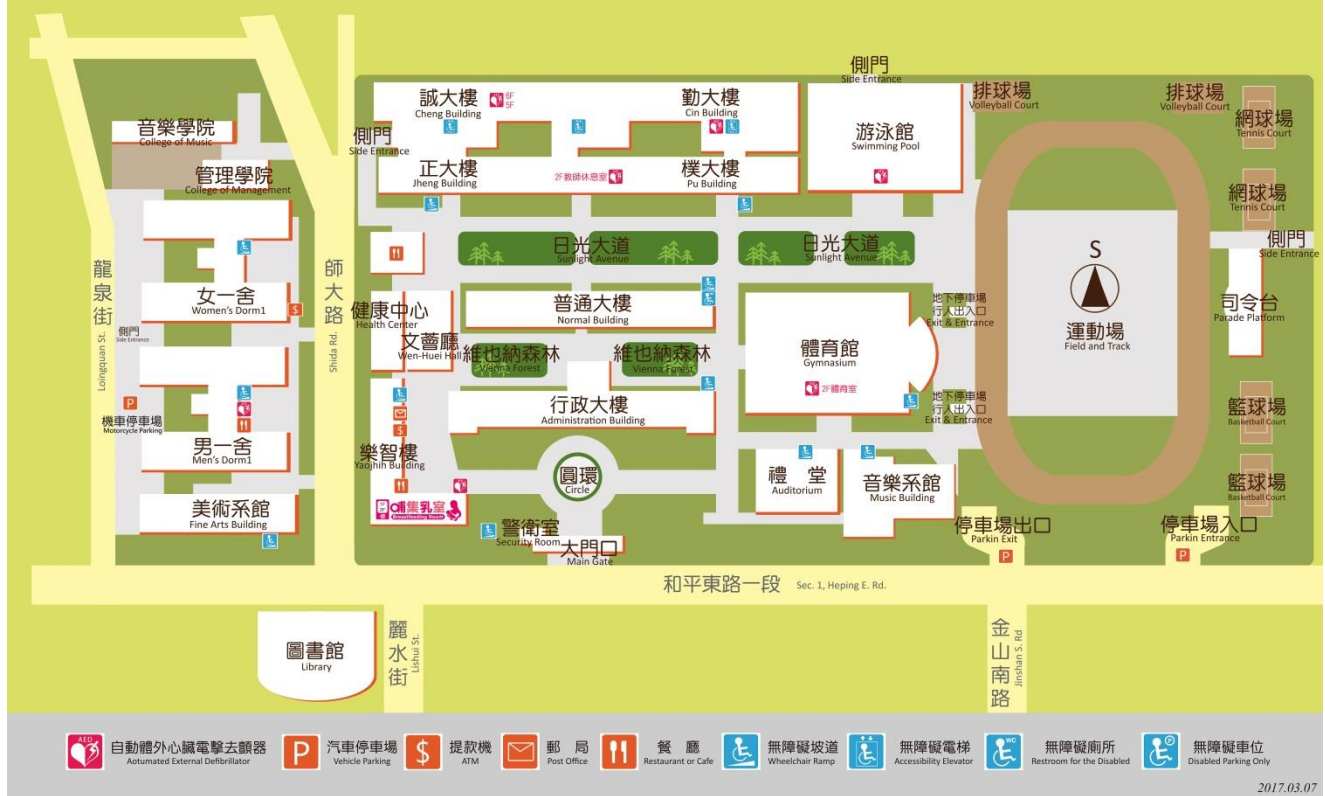 側門
Side Entrance
誠大樓
Cheng Building
6F
5F
勤大樓
Cin Building
排球場
Volleyball Court
排球場
Volleyball Court
網球場
Tennis Court
音樂學院
College of Music
側門
Side Entrance
游泳館
Swimming Pool
管理學院
College of Management
正大樓
Jheng Building
2F教師休息室
樸大樓
Pu Building
網球場
Tennis Court
側門
Side Entrance
日光大道
Sunlight Avenue
日光大道
Sunlight Avenue
S
運動場
Field and Track
龍泉街
Loingquan St.
師大路
Shida Rd.
女一舍
Women's Dorm1
$
側門
Side Entrance
健康中心
Health Center
普通大樓
Normal Building
地下停車場
行人出入口
Exit & Entrance
司令台
Parade Platform
文薈廳
Wen-Huei Hall
維也納森林
Vienna Forest
維也納森林
Vienna Forest
體育館
Gymnasium
2F體育室
P
機車停車場
Motorcycle Parking
$
行政大樓
Administration Building
地下停車場
行人出入口
Exit & Entrance
籃球場
Basketball Court
男一舍
Men's Dorm1
樂智樓
Yaojhih Building
圓環
Circle
禮 堂
Auditorium
音樂系館
Music Building
籃球場
Basketball Court
美術系館
Fine Arts Building
哺集乳室
Breastfeeding Room
警衛室
Security Room
大門口
Main Gate
停車場出口
Parkin Exit
P
停車場入口
Parkin Entrance
P
和平東路一段 Sec. 1, Heping E. Rd.
圖書館
Library
麗水街
Lishui St.
金山南路
Jinshan S. Rd
AED
自動體外心臟電擊去顫器
Aotumated External Defibrillator
P
汽車停車場
Vehicle Parking
$
提款機
ATM
郵 局
Post Office
餐 廳
Restaurant or Cafe
無障礙坡道
Wheelchair Ramp
無障礙電梯
Accessibility Elevator
WC
無障礙廁所
Restroom for the Disabled
P
無障礙車位
Disabled Parking Only
2017.03.07